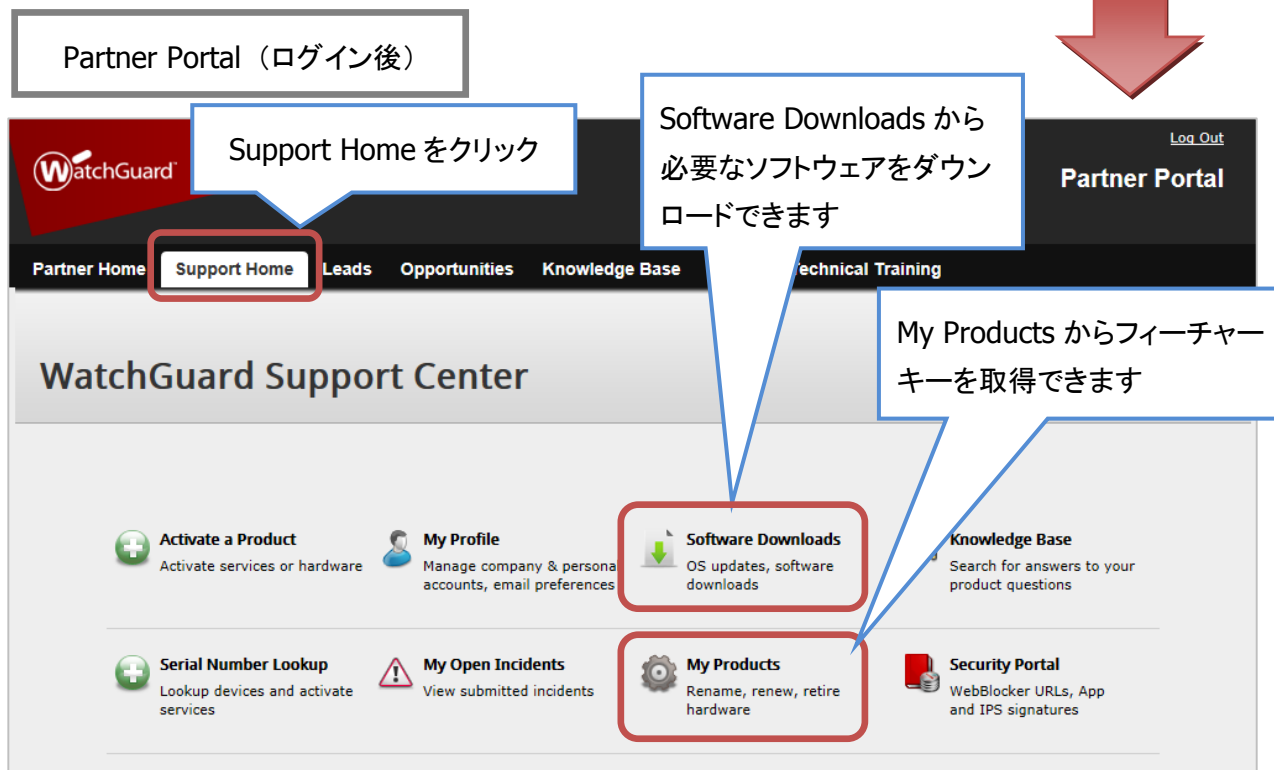 Partner Portal（ログイン後）
Support Home をクリック
Software Downloads から
必要なソフトウェアをダウン
ロードできます
WatchGuard
Log Out
Partner Portal
Partner Home Support Home Leads Opportunities Knowledge Base Technical Training
My Products からフィーチャー
キーを取得できます
WatchGuard Support Center
Activate a Product
Activate services or hardware
My Profile
Manage company & persona
accounts, email preferences
Software Downloads
OS updates, software
downloads
Knowledge Base
Search for answers to your
product questions
Serial Number Lookup
Lookup devices and activate
services
My Open Incidents
View submitted incidents
My Products
Rename, renew, retire
hardware
Security Portal
WebBlocker URLs, App
and IPS signatures